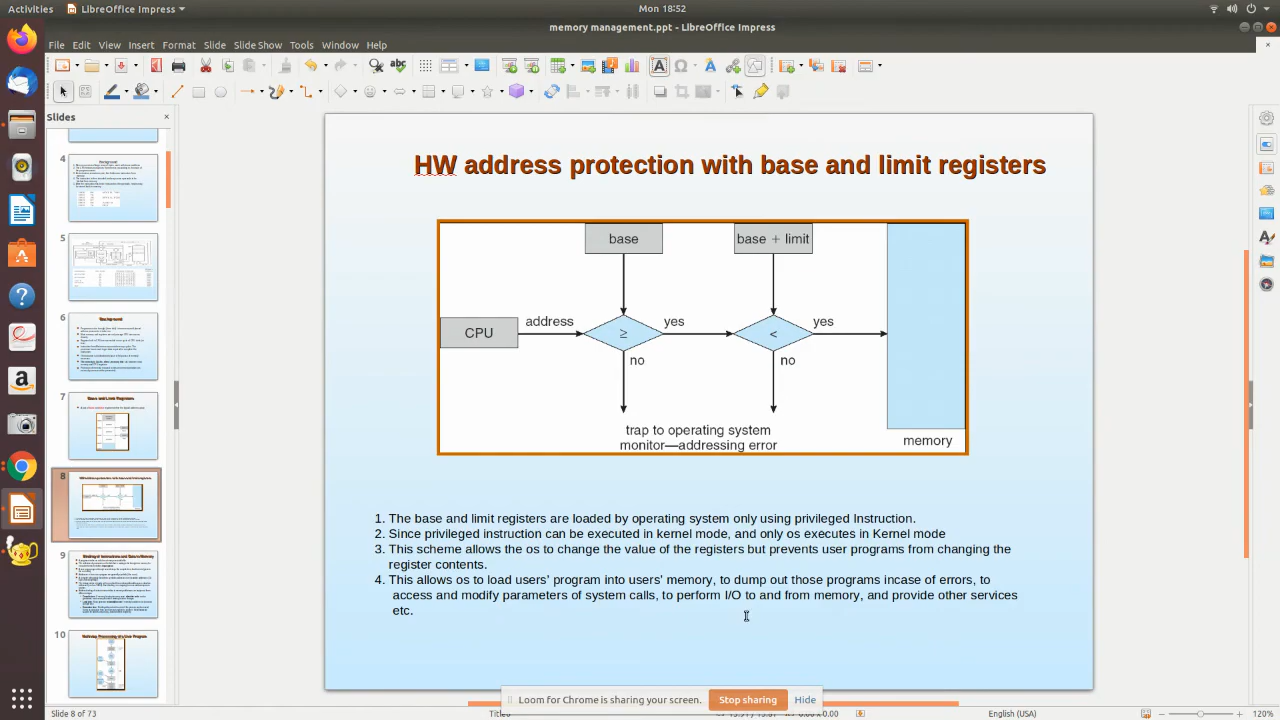 Activities LibreOffice Impress Mon 18:52
memory management.ppt - LibreOffice Impress
File Edit View Insert Format Slide Slide Show Tools Window Help
Slides
4
5
6
7
8
9
10
HW address protection with base and limit registers
base base + limit
CPU address ≥ yes < yes
no no
trap to operating system
monitor—addressing error
memory
1. The base and limit registers are loaded by operating system only using privileged Instruction.
2. Since privileged instruction can be executed in kernel mode, and only os executes in Kernel mode
3. This scheme allows the os to change the value of the registers but prevents user programs from changing the
register contents.
4. This allows os to load users program into users' memory, to dump out those programs incase of errors, to
access and modify parameters of system calls, to perform I/O to and from memory, and provide other services
etc.
Loom for Chrome is sharing your screen. Stop sharing Hide
Slide 8 of 73 English (USA) 120%